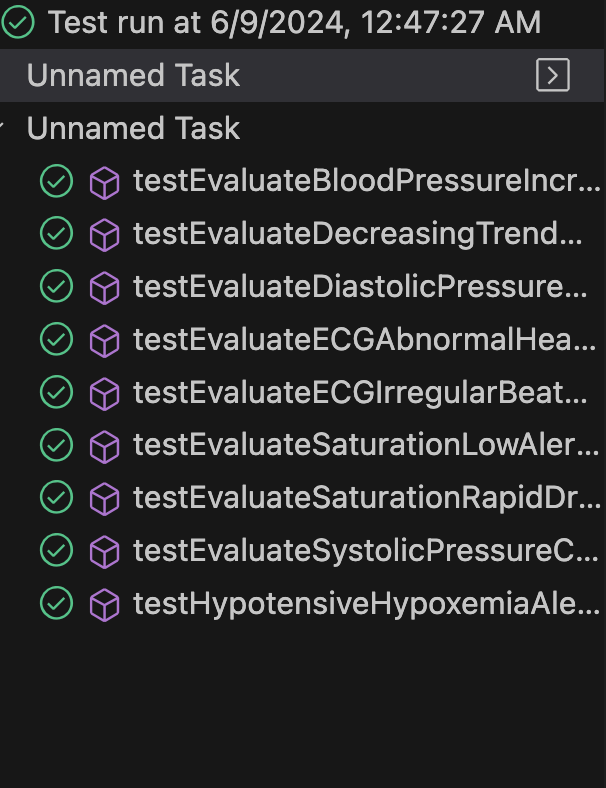 Test run at 6/9/2024, 12:47:27 AM
Unnamed Task
Unnamed Task
testEvaluateBloodPressureIncr...
testEvaluateDecreasingTrend...
testEvaluateDiastolicPressure...
testEvaluateECGAbnormalHea...
testEvaluateECGIrregularBeat...
testEvaluateSaturationLowAler...
testEvaluateSaturationRapidDr...
testEvaluateSystolicPressureC...
testHypotensiveHypoxemiaAle...